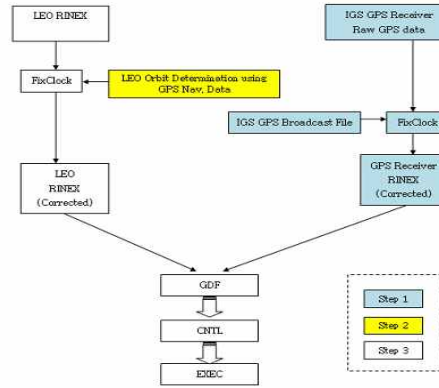 LEO RINEX
IGS GPS Receiver
Raw GPS data
FixClock
LEO Orbit Determination using
GPS Nav. Data
IGS GPS Broadcast File
FixClock
LEO
RINEX
(Corrected)
GPS Receiver
RINEX
(Corrected)
GDF
CNTL
EXEC
Step 1
Step 2
Step 3